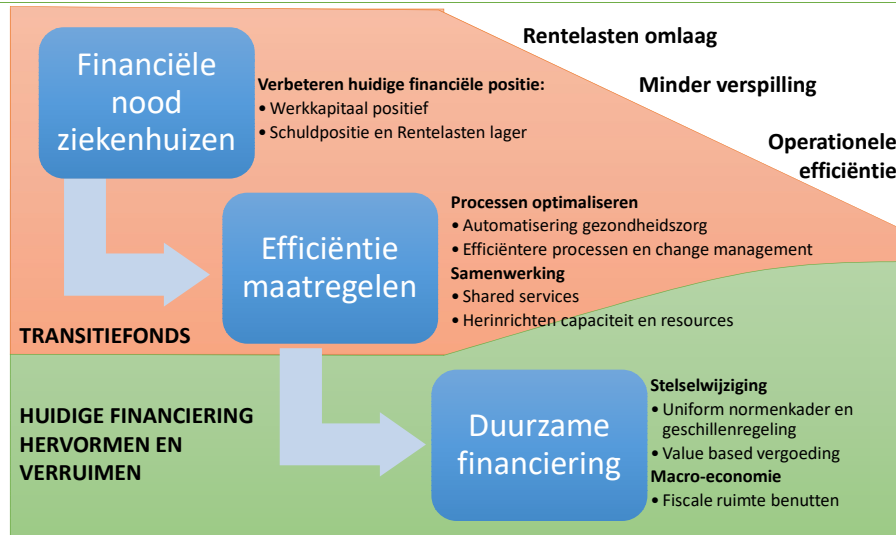 Rentelasten omlaag
Minder verspilling
Operationele
efficiëntie
Financiële
nood
ziekenhuizen
Verbeteren huidige financiële positie:
• Werkkapitaal positief
• Schuldpositie en Rentelasten lager
Efficiëntie
maatregelen
Processen optimaliseren
• Automatisering gezondheidszorg
• Efficiëntere processen en change management
Samenwerking
• Shared services
• Herinrichten capaciteit en resources
TRANSITIEFONDS
HUIDIGE FINANCIERING
HERVORMEN EN
VERRUIMEN
Duurzame
financiering
Stelselwijziging
• Uniform normenkader en
geschillenregeling
• Value based vergoeding
Macro-economie
• Fiscale ruimte benutten